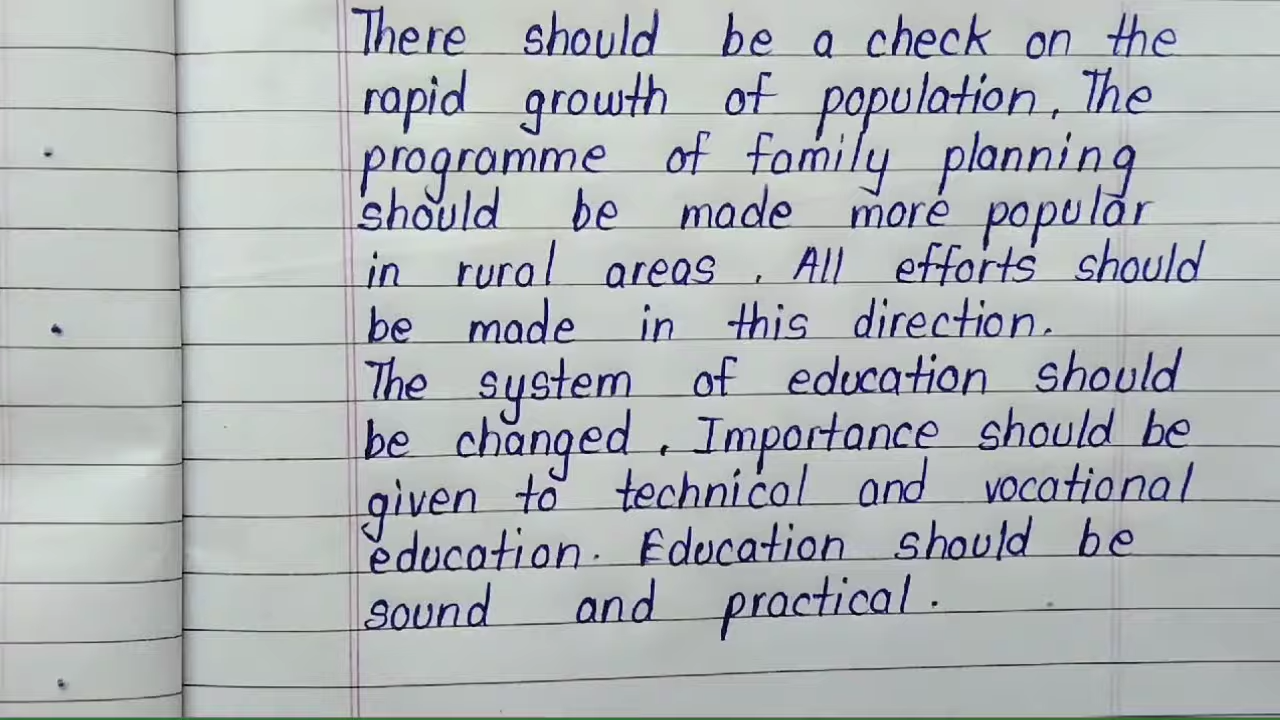 There should be a check on the
rapid growth of population. The
programme of family planning
should be made more popular
in rural areas. All efforts should
be made in this direction.
The system of education should
be changed. Importance should be
given to technical and vocational
education. Education should be
sound and practical.